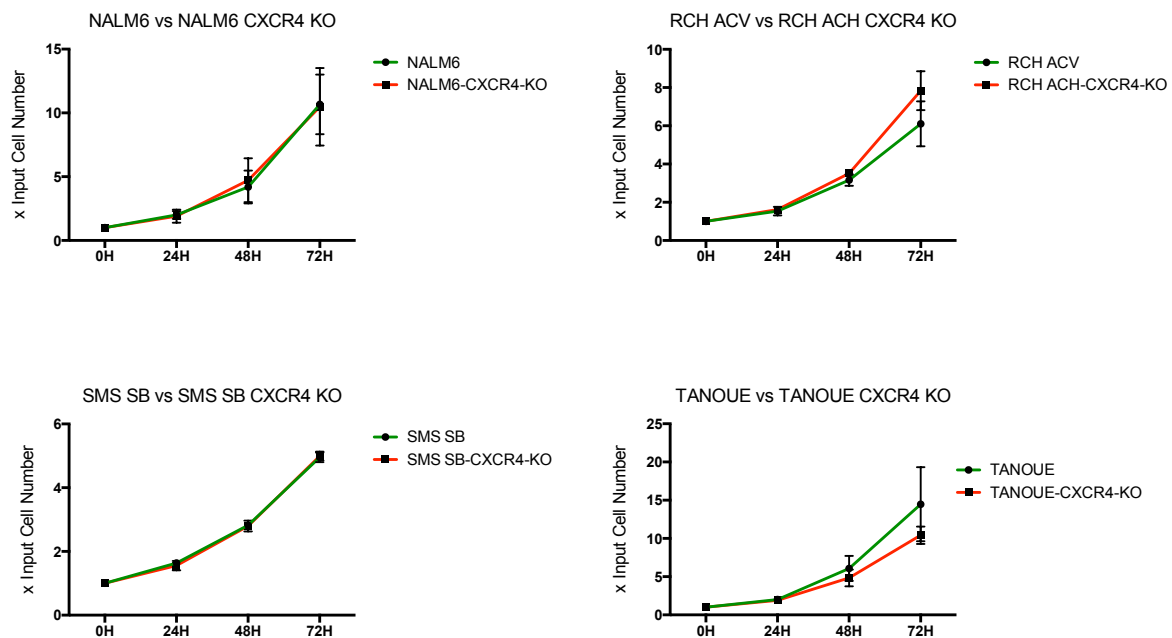 NALM6 vs NALM6 CXCR4 KO
15
10
5
0
x Input Cell Number
0H 24H 48H 72H
NALM6
NALM6-CXCR4-KO
RCH ACV vs RCH ACH CXCR4 KO
10
8
6
4
2
0
x Input Cell Number
0H 24H 48H 72H
RCH ACV
RCH ACH-CXCR4-KO
SMS SB vs SMS SB CXCR4 KO
6
4
2
0
x Input Cell Number
0H 24H 48H 72H
SMS SB
SMS SB-CXCR4-KO
TANOUE vs TANOUE CXCR4 KO
25
20
15
10
5
0
x Input Cell Number
0H 24H 48H 72H
TANOUE
TANOUE-CXCR4-KO